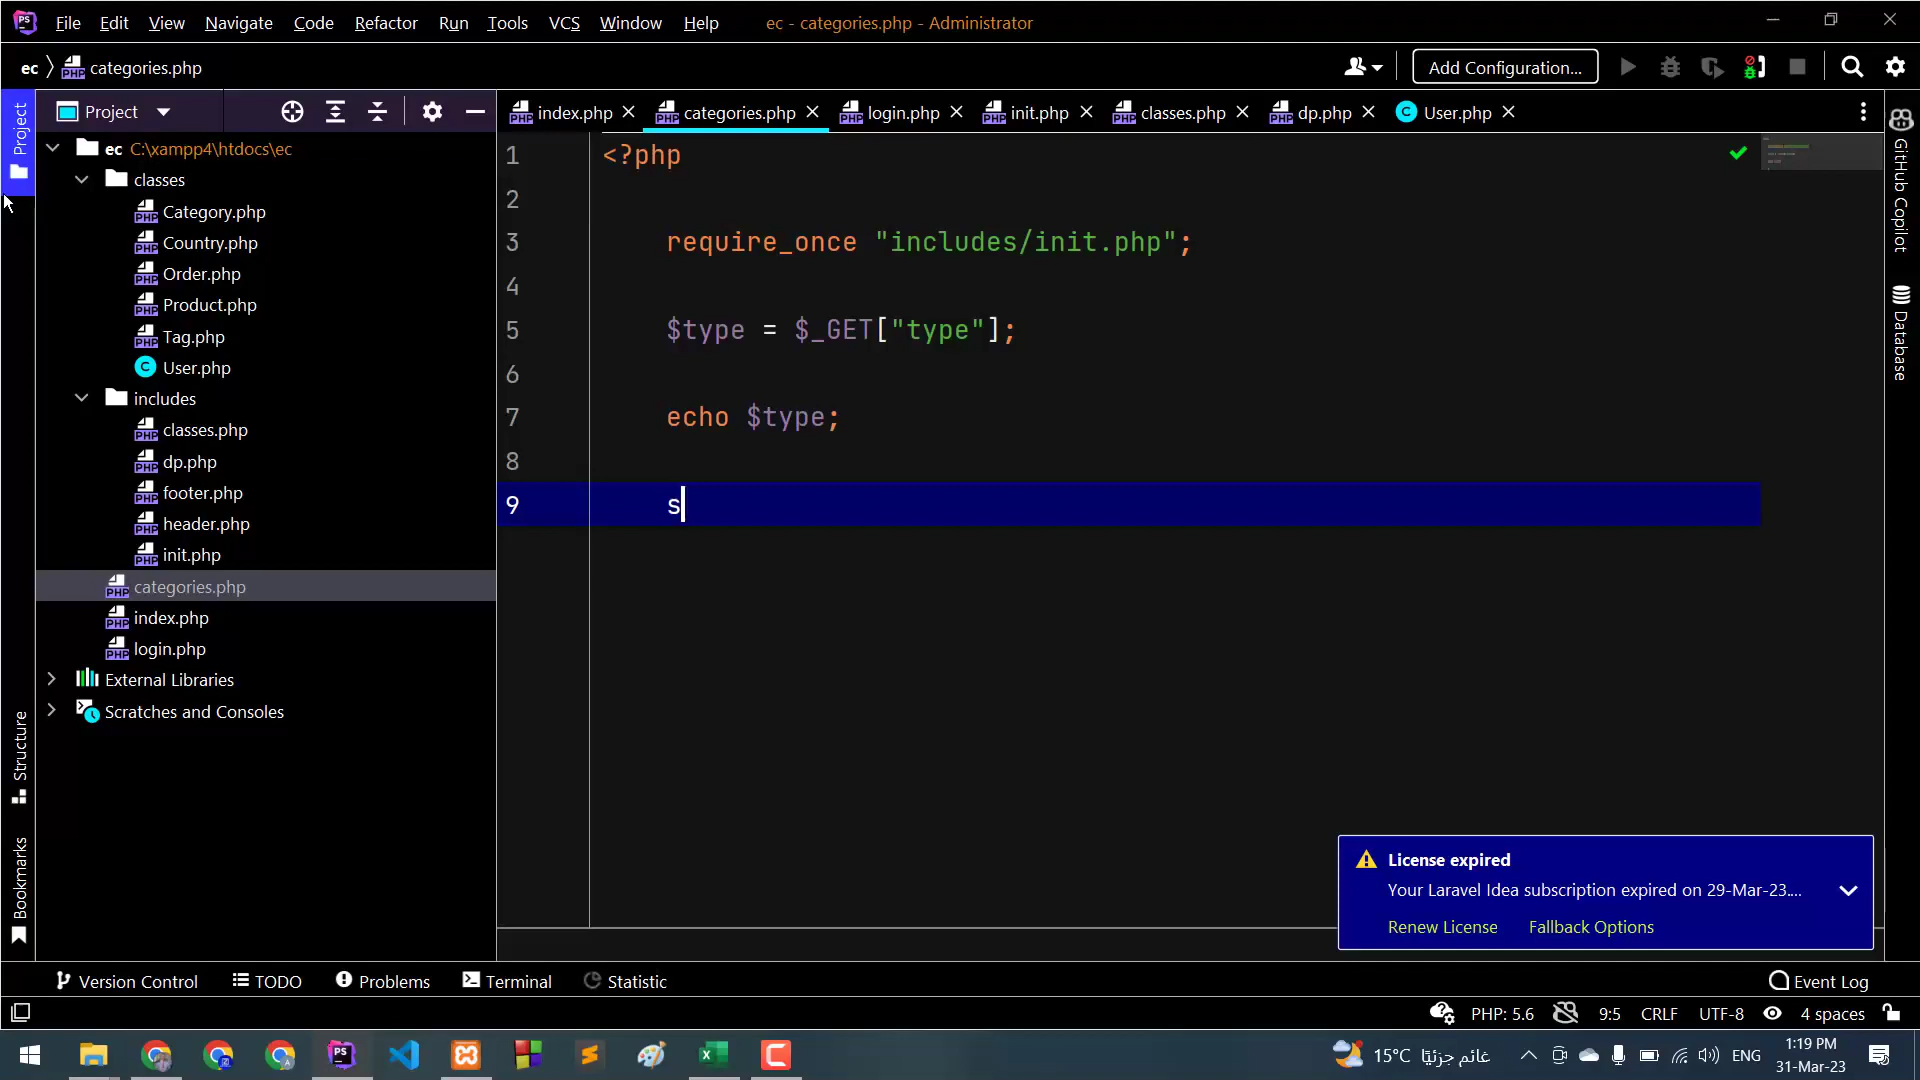 File Edit View Navigate Code Refactor Run Tools VCS Window Help ec - categories.php - Administrator
ec categories.php Add Configuration...
Project
Project
index.php categories.php login.php init.php classes.php dp.php User.php
ec C:\xampp4\htdocs\ec
classes
Category.php
Country.php
Order.php
Product.php
Tag.php
User.php
includes
classes.php
dp.php
footer.php
header.php
init.php
categories.php
index.php
login.php
External Libraries
Scratches and Consoles
Structure
Bookmarks
1 <?php
2
3 require_once "includes/init.php";
4
5 $type = $_GET["type"];
6
7 echo $type;
8
9 s
GitHub Copilot
Database
License expired
Your Laravel Idea subscription expired on 29-Mar-23....
Renew License Fallback Options
Version Control TODO Problems Terminal Statistic Event Log
PHP: 5.6 9:5 CRLF UTF-8 4 spaces
15°C غائم جزئيًا ENG 1:19 PM
31-Mar-23